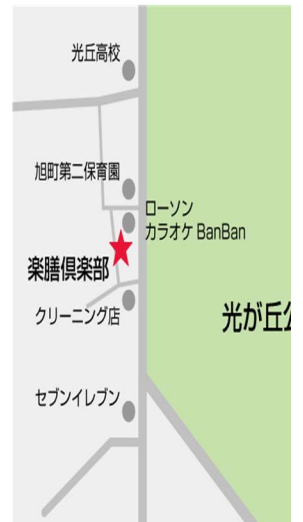 光丘高校
旭町第二保育園
ローソン
カラオケ BanBan
楽膳倶楽部
クリーニング店
光が丘公
セブンイレブン